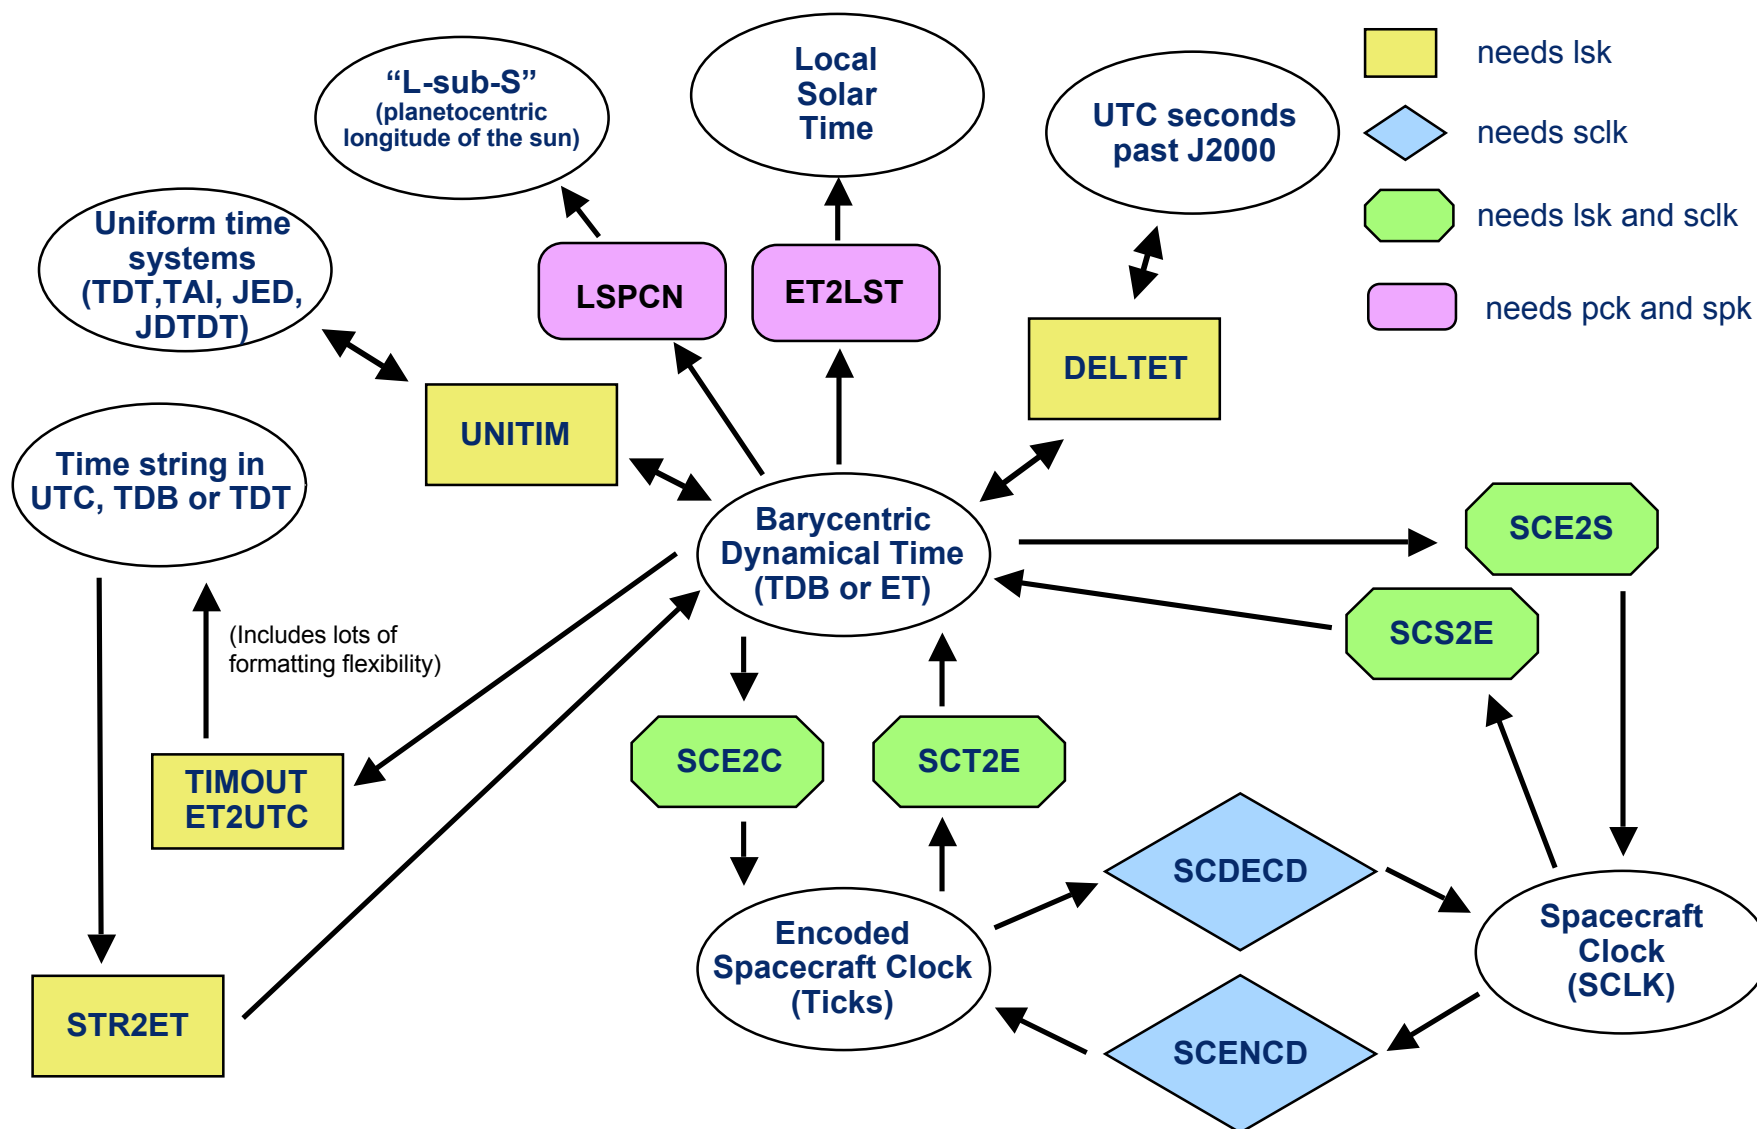 “L-sub-S”
(planetocentric
longitude of the sun)
Local
Solar
Time
UTC seconds
past J2000
needs lsk
needs sclk
needs lsk and sclk
needs pck and spk
Uniform time
systems
(TDT,TAI, JED,
JDTDT)
LSPCN
ET2LST
DELTET
UNITIM
Time string in
UTC, TDB or TDT
Barycentric
Dynamical Time
(TDB or ET)
SCE2S
SCS2E
(Includes lots of
formatting flexibility)
TIMOUT
ET2UTC
SCE2C
SCT2E
SCDECD
Encoded
Spacecraft Clock
(Ticks)
Spacecraft
Clock
(SCLK)
STR2ET
SCENCD